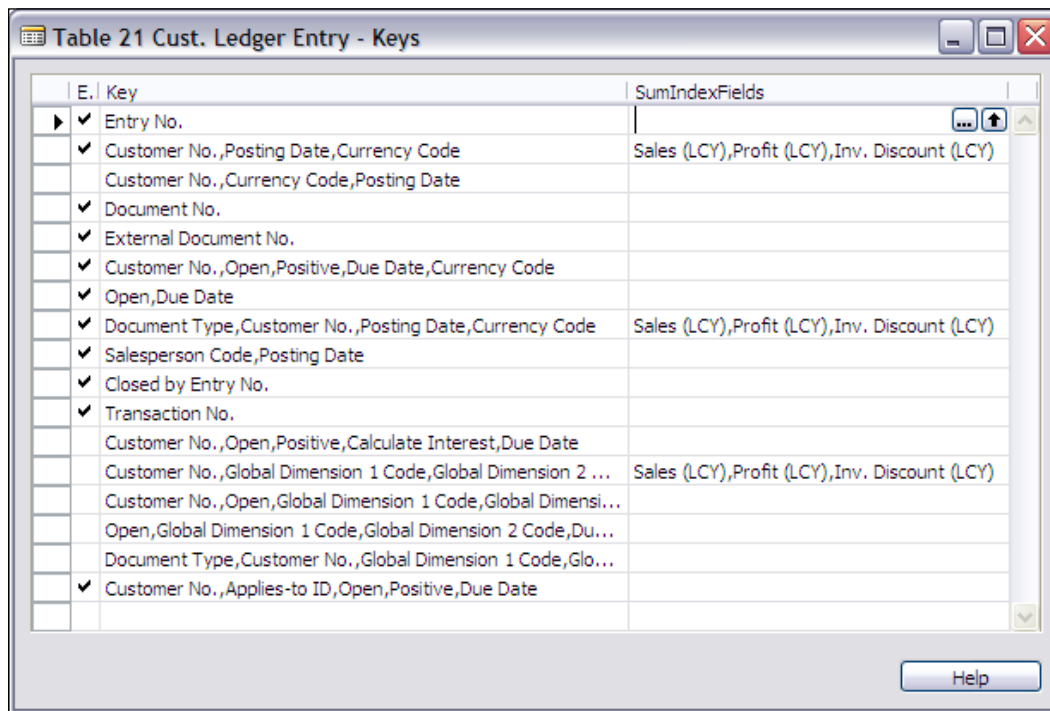 Table 21 Cust. Ledger Entry - Keys
E. Key SumIndexFields
Entry No.
Customer No.,Posting Date,Currency Code Sales (LCY),Profit (LCY),Inv. Discount (LCY)
Customer No.,Currency Code,Posting Date
Document No.
External Document No.
Customer No.,Open,Positive,Due Date,Currency Code
Open,Due Date
Document Type,Customer No.,Posting Date,Currency Code Sales (LCY),Profit (LCY),Inv. Discount (LCY)
Salesperson Code,Posting Date
Closed by Entry No.
Transaction No.
Customer No.,Open,Positive,Calculate Interest,Due Date
Customer No.,Global Dimension 1 Code,Global Dimension 2 ... Sales (LCY),Profit (LCY),Inv. Discount (LCY)
Customer No.,Open,Global Dimension 1 Code,Global Dimensi...
Open,Global Dimension 1 Code,Global Dimension 2 Code,Du...
Document Type,Customer No.,Global Dimension 1 Code,Glo...
Customer No.,Applies-to ID,Open,Positive,Due Date
Help